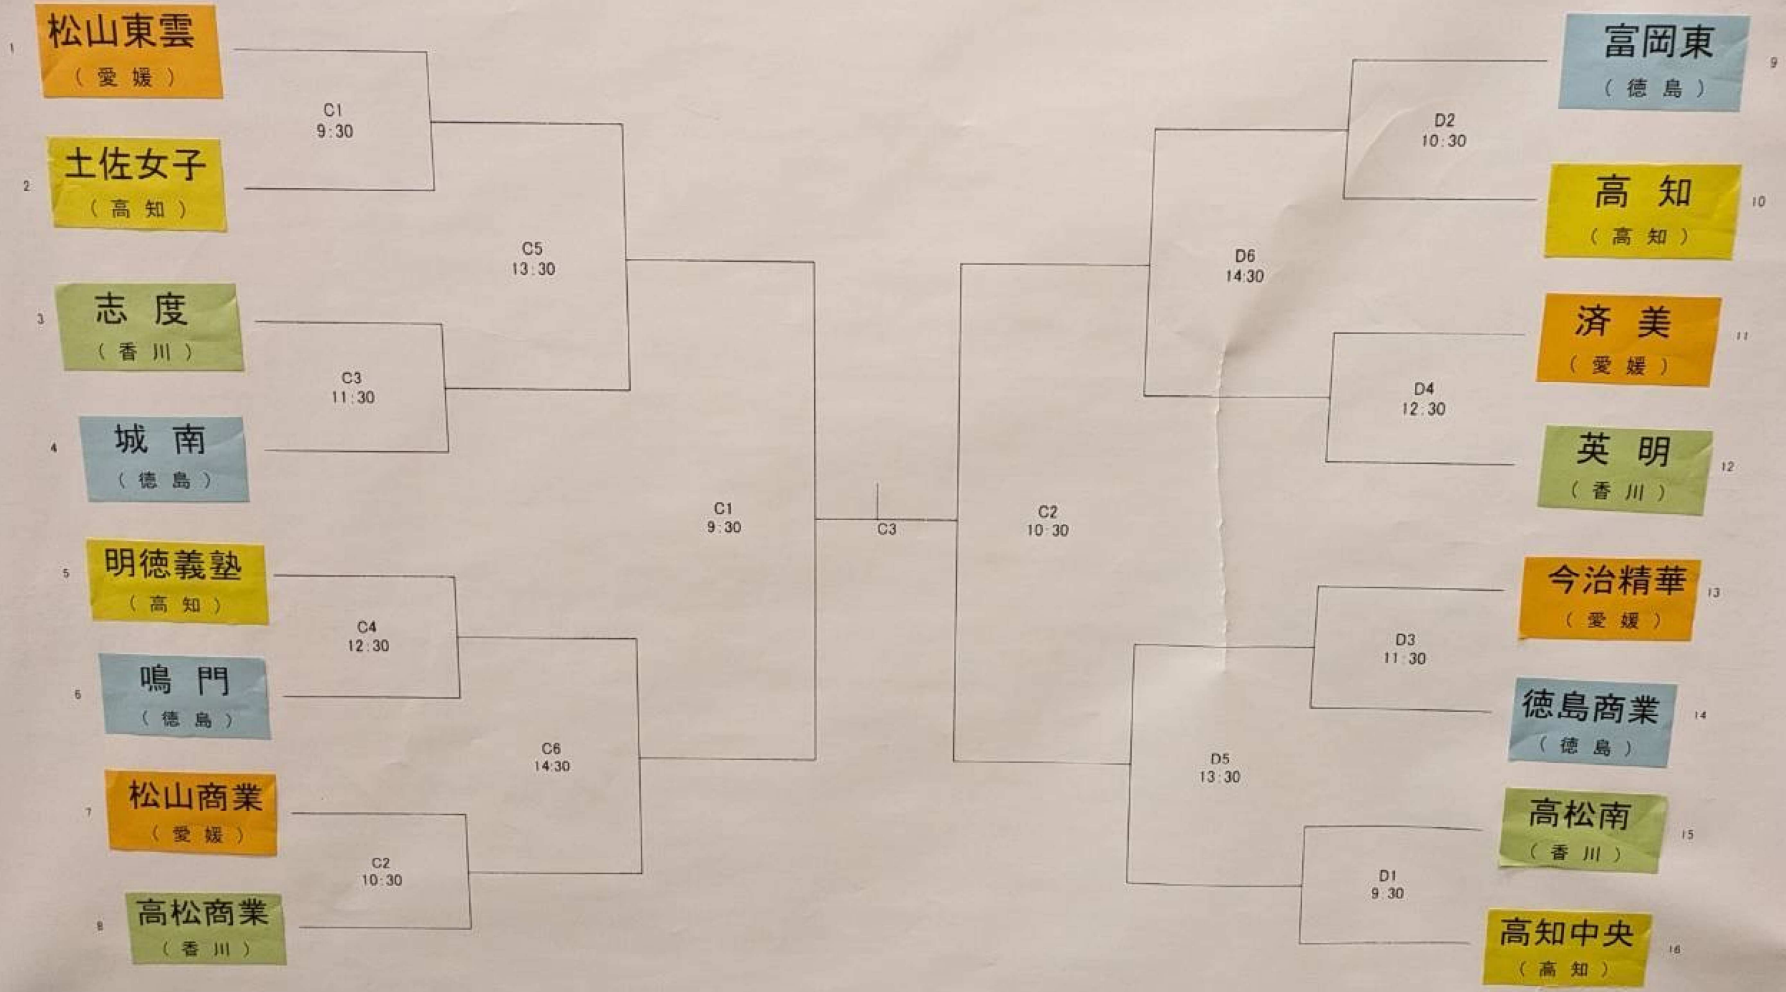 1
松山東雲
（愛媛）
C1
9:30
2
土佐女子
（高知）
C5
13:30
3
志度
（香川）
C3
11:30
4
城南
（徳島）
C1
9:30
5
明徳義塾
（高知）
C4
12:30
6
鳴門
（徳島）
C6
14:30
7
松山商業
（愛媛）
C2
10:30
8
高松商業
（香川）
C3
C2
10:30
富岡東
（徳島）
9
D2
10:30
高知
（高知）
10
D6
14:30
済美
（愛媛）
11
D4
12:30
英明
（香川）
12
今治精華
（愛媛）
13
D3
11:30
徳島商業
（徳島）
14
D5
13:30
高松南
（香川）
15
D1
9:30
高知中央
（高知）
16